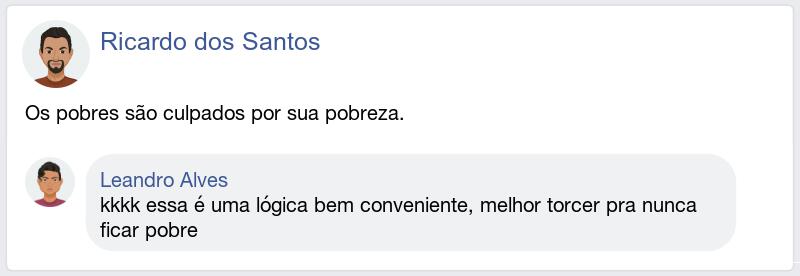 Ricardo dos Santos
Os pobres são culpados por sua pobreza.
Leandro Alves
kkkk essa é uma lógica bem conveniente, melhor torcer pra nunca
ficar pobre